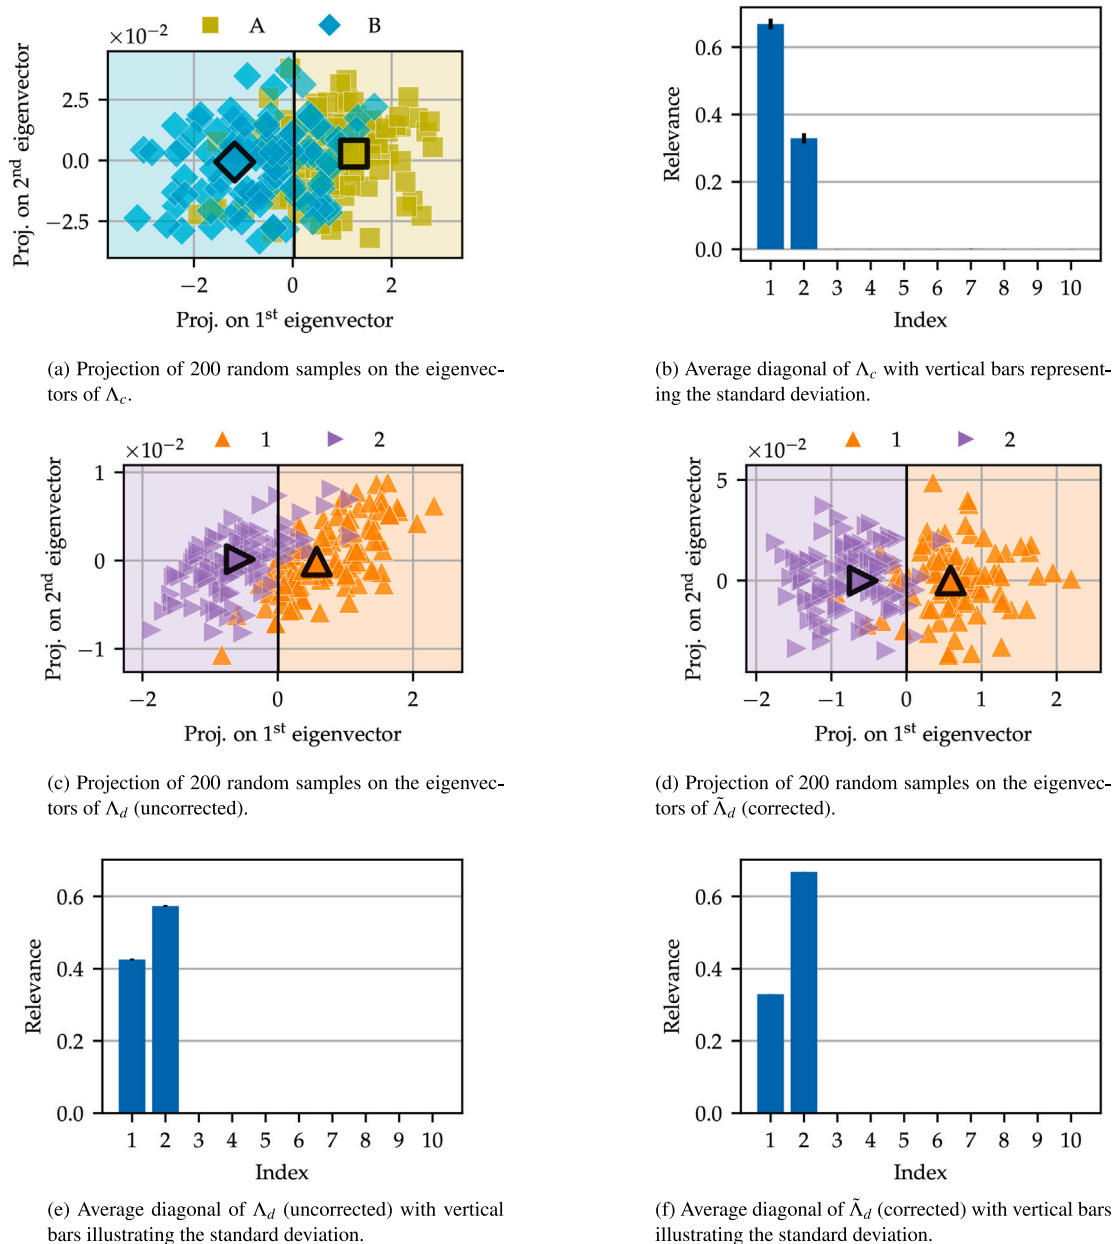 ×10⁻² A B
Proj. on 2nd eigenvector
2.5
0.0
−2.5
−2 0 2
Proj. on 1st eigenvector
(a) Projection of 200 random samples on the eigenvec-
tors of Λc.
Relevance
0.6
0.4
0.2
0.0
1 2 3 4 5 6 7 8 9 10
Index
(b) Average diagonal of Λc with vertical bars represent-
ing the standard deviation.
×10⁻² 1 2
Proj. on 2nd eigenvector
1
0
−1
−2 0 2
Proj. on 1st eigenvector
(c) Projection of 200 random samples on the eigenvec-
tors of Λd (uncorrected).
×10⁻² 1 2
Proj. on 2nd eigenvector
5
0
−2 −1 0 1 2
Proj. on 1st eigenvector
(d) Projection of 200 random samples on the eigenvec-
tors of Λ̃d (corrected).
Relevance
0.6
0.4
0.2
0.0
1 2 3 4 5 6 7 8 9 10
Index
(e) Average diagonal of Λd (uncorrected) with vertical
bars illustrating the standard deviation.
Relevance
0.6
0.4
0.2
0.0
1 2 3 4 5 6 7 8 9 10
Index
(f) Average diagonal of Λ̃d (corrected) with vertical bars
illustrating the standard deviation.